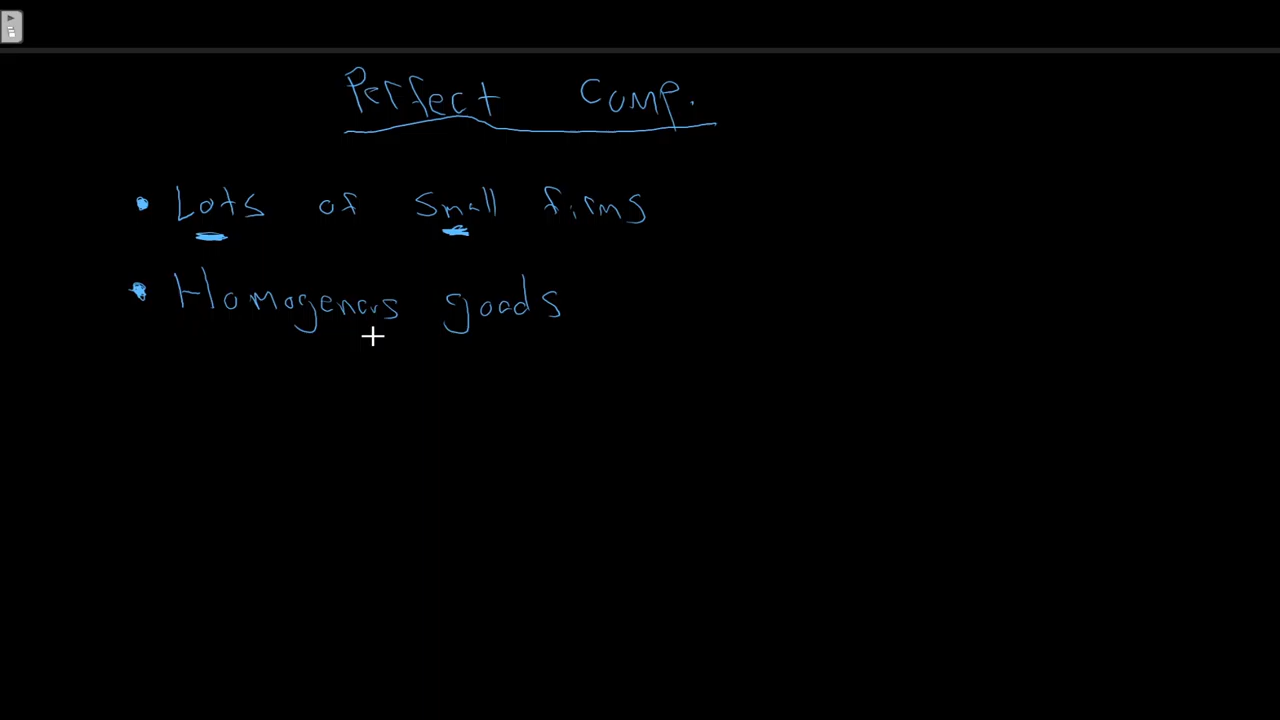 Perfect Comp.
• Lots of small firms
• Homogenous goods